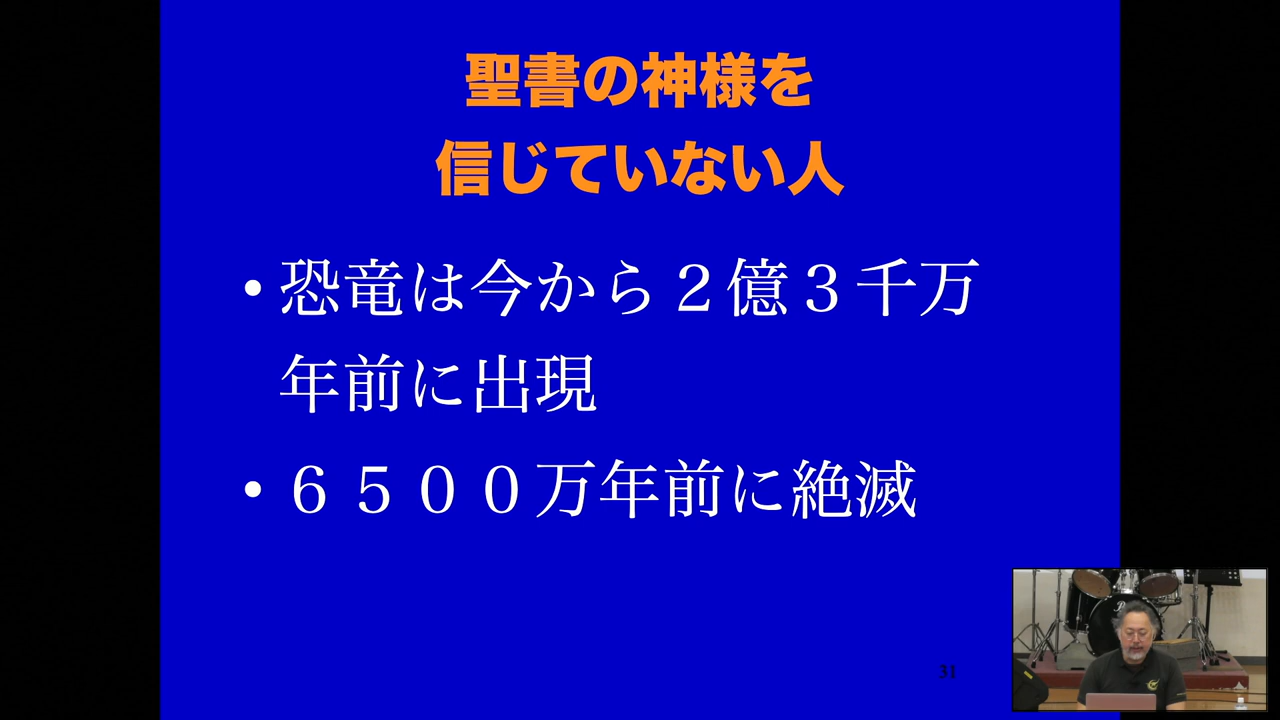 聖書の神様を
信じていない人
• 恐竜は今から２億３千万
年前に出現
• ６５００万年前に絶滅
31